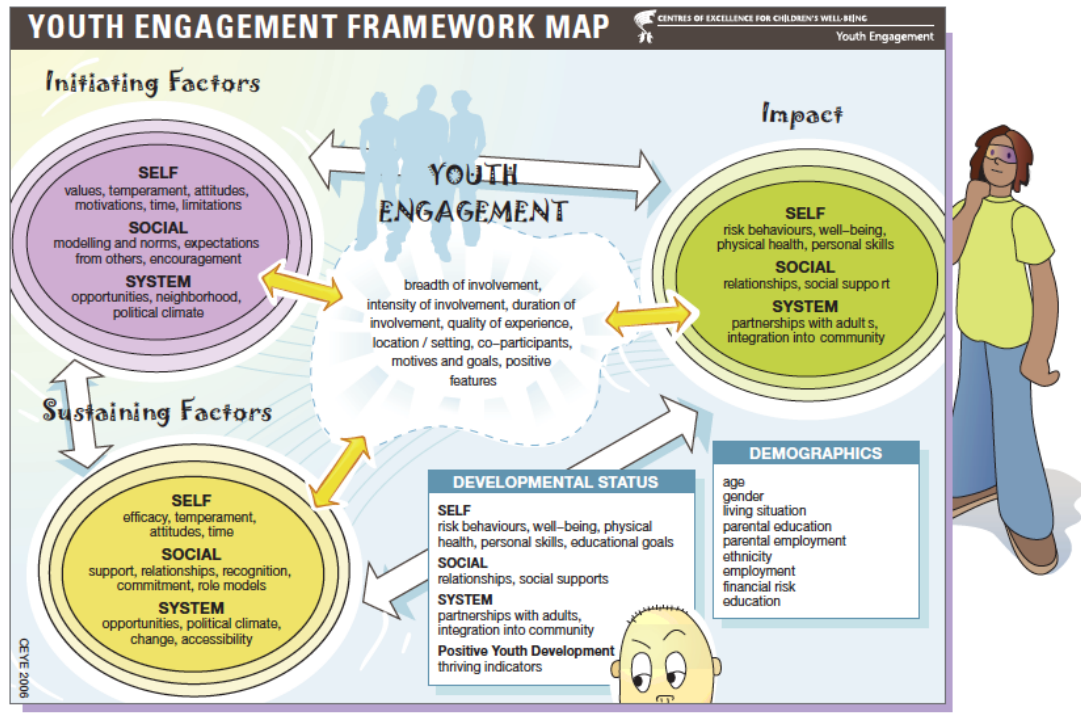 YOUTH ENGAGEMENT FRAMEWORK MAP
CENTRES OF EXCELLENCE FOR CHILDREN'S WELL-BEING
Youth Engagement
Initiating Factors
SELF
values, temperament, attitudes,
motivations, time, limitations
SOCIAL
modelling and norms, expectations
from others, encouragement
SYSTEM
opportunities, neighborhood,
political climate
YOUTH
ENGAGEMENT
breadth of involvement,
intensity of involvement, duration of
involvement, quality of experience,
location / setting, co–participants,
motives and goals, positive
features
Impact
SELF
risk behaviours, well–being,
physical health, personal skills
SOCIAL
relationships, social suppo rt
SYSTEM
partnerships with adult s,
integration into community
Sustaining Factors
SELF
efficacy, temperament,
attitudes, time
SOCIAL
support, relationships, recognition,
commitment, role models
SYSTEM
opportunities, political climate,
change, accessibility
DEVELOPMENTAL STATUS
SELF
risk behaviours, well–being, physical
health, personal skills, educational goals
SOCIAL
relationships, social supports
SYSTEM
partnerships with adults,
integration into community
Positive Youth Development
thriving indicators
DEMOGRAPHICS
age
gender
living situation
parental education
parental employment
ethnicity
employment
financial risk
education
CEYE 2006